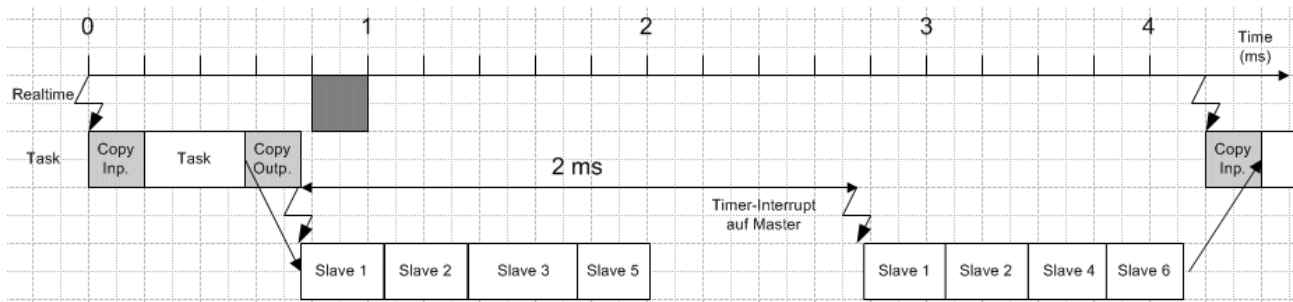 0 1 2 3 4
Time
(ms)
Realtime
Task
Copy
Inp.
Task
Copy
Outp.
2 ms
Copy
Inp.
Timer-Interrupt
auf Master
Slave 1 Slave 2 Slave 3 Slave 5 Slave 1 Slave 2 Slave 4 Slave 6